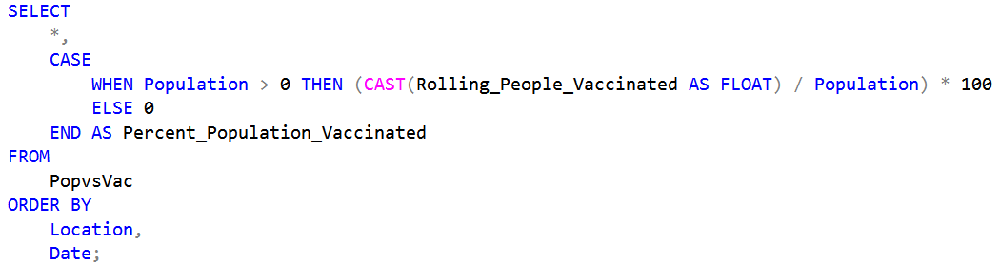 SELECT
    *,
    CASE
        WHEN Population > 0 THEN (CAST(Rolling_People_Vaccinated AS FLOAT) / Population) * 100
        ELSE 0
    END AS Percent_Population_Vaccinated
FROM
    PopvsVac
ORDER BY
    Location,
    Date;